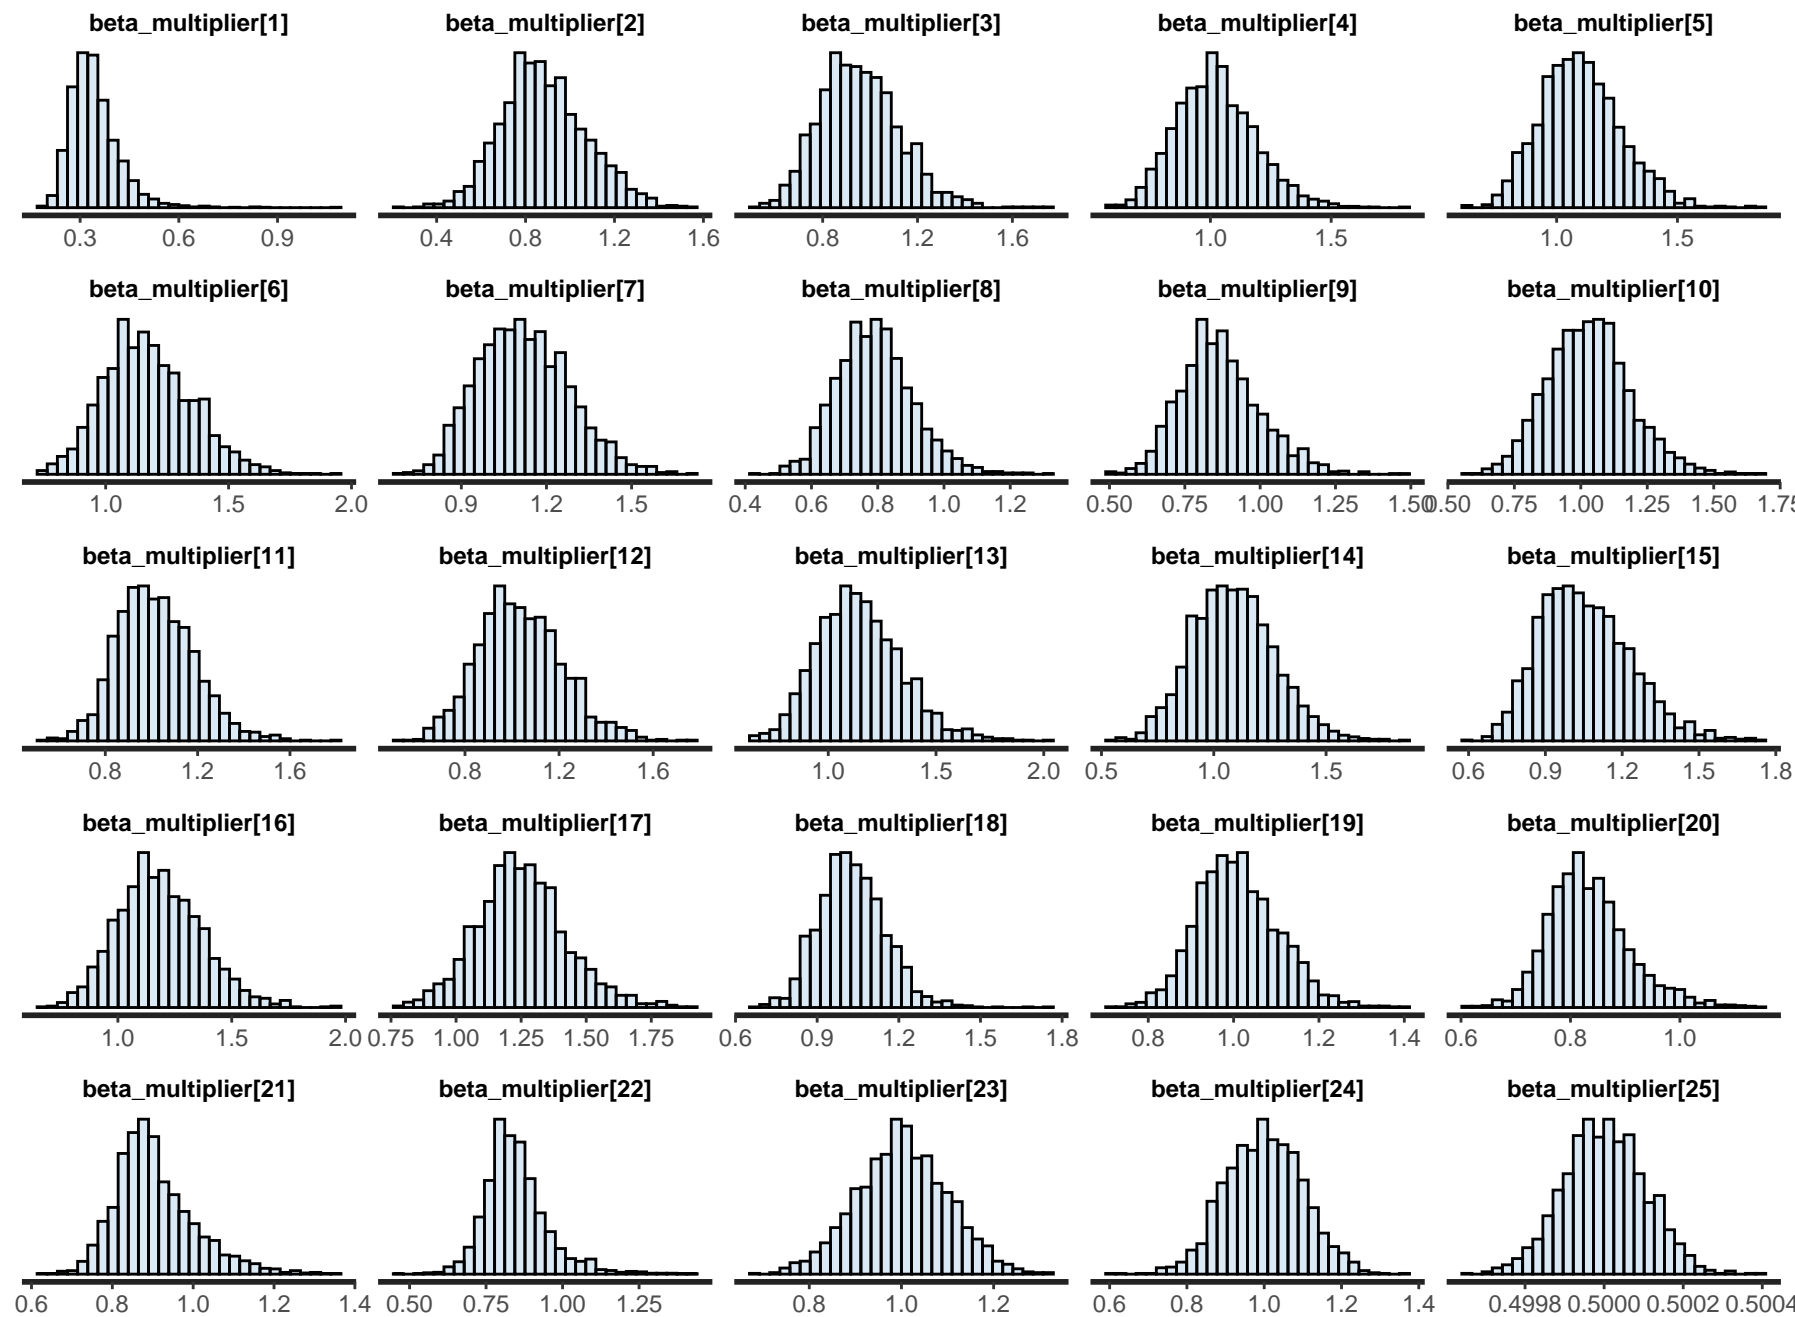 beta_multiplier[1] beta_multiplier[2] beta_multiplier[3] beta_multiplier[4] beta_multiplier[5]
0.3 0.6 0.9 0.4 0.8 1.2 1.6 0.8 1.2 1.6 1.0 1.5 1.0 1.5
beta_multiplier[6] beta_multiplier[7] beta_multiplier[8] beta_multiplier[9] beta_multiplier[10]
1.0 1.5 2.0 0.9 1.2 1.5 0.4 0.6 0.8 1.0 1.2 0.50 0.75 1.00 1.25 1.50 0.50 0.75 1.00 1.25 1.50 1.75
beta_multiplier[11] beta_multiplier[12] beta_multiplier[13] beta_multiplier[14] beta_multiplier[15]
0.8 1.2 1.6 0.8 1.2 1.6 1.0 1.5 2.0 0.5 1.0 1.5 0.6 0.9 1.2 1.5 1.8
beta_multiplier[16] beta_multiplier[17] beta_multiplier[18] beta_multiplier[19] beta_multiplier[20]
1.0 1.5 2.0 0.75 1.00 1.25 1.50 1.75 0.6 0.9 1.2 1.5 1.8 0.8 1.0 1.2 1.4 0.6 0.8 1.0
beta_multiplier[21] beta_multiplier[22] beta_multiplier[23] beta_multiplier[24] beta_multiplier[25]
0.6 0.8 1.0 1.2 1.4 0.50 0.75 1.00 1.25 0.8 1.0 1.2 0.6 0.8 1.0 1.2 1.4 0.4998 0.5000 0.5002 0.5004